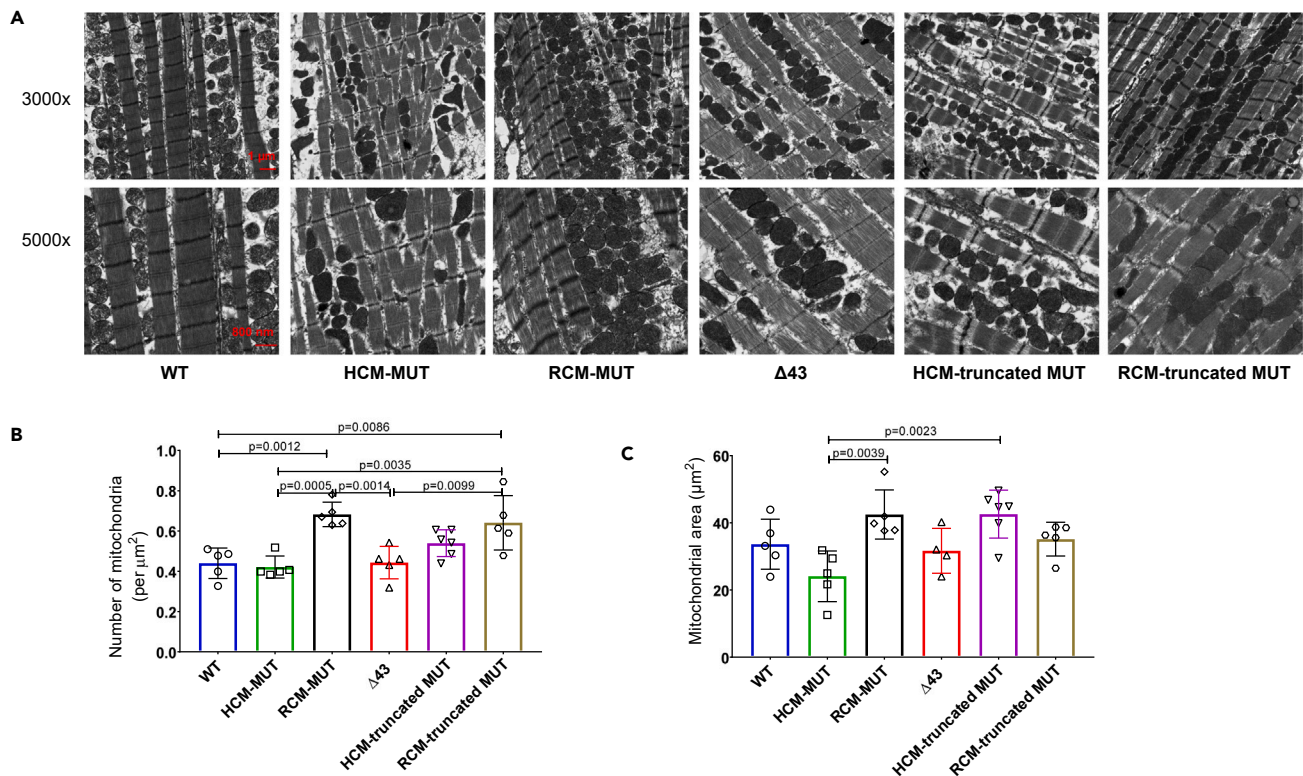 A
3000x
1 µm
5000x
500 nm
WT
HCM-MUT
RCM-MUT
Δ43
HCM-truncated MUT
RCM-truncated MUT
B
p=0.0086
p=0.0012
p=0.0035
p=0.0005
p=0.0014
p=0.0099
Number of mitochondria
(per µm²)
1.0
0.8
0.6
0.4
0.2
0.0
WT
HCM-MUT
RCM-MUT
Δ43
HCM-truncated MUT
RCM-truncated MUT
C
p=0.0023
p=0.0039
Mitochondrial area (µm²)
60
40
20
0
WT
HCM-MUT
RCM-MUT
Δ43
HCM-truncated MUT
RCM-truncated MUT